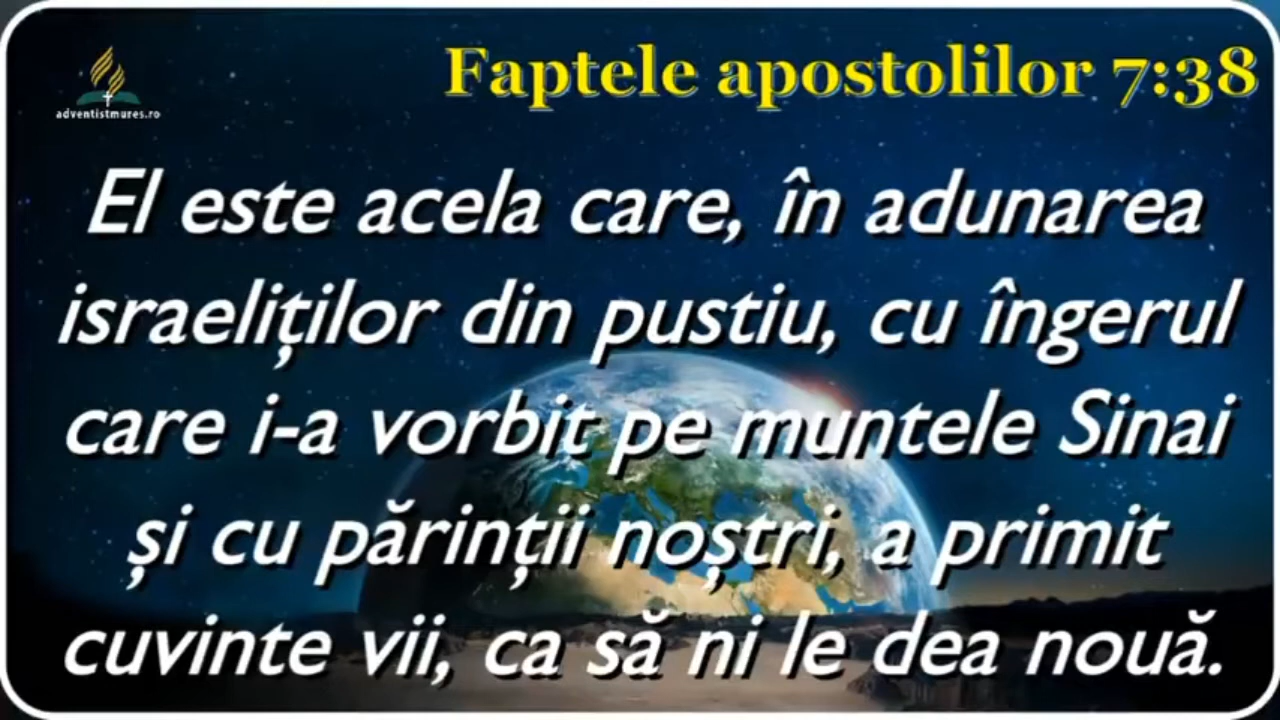 Faptele apostolilor 7:38
adventistmures.ro
El este acela care, în adunarea
israeliților din pustiu, cu îngerul
care i-a vorbit pe muntele Sinai
și cu părinții noștri, a primit
cuvinte vii, ca să ni le dea nouă.